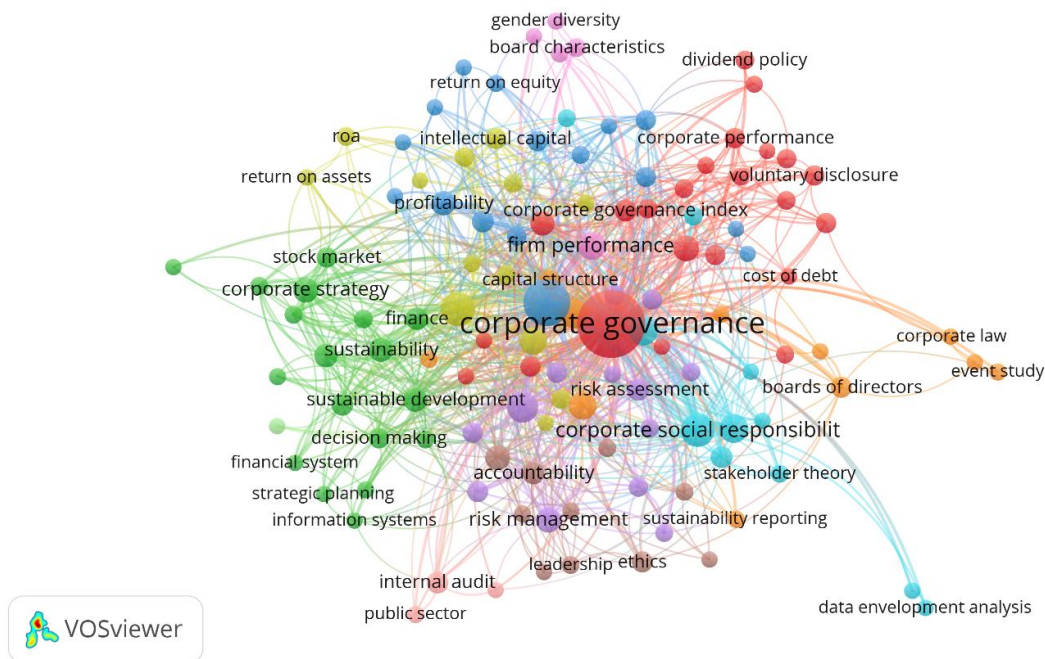 gender diversity
board characteristics
dividend policy
return on equity
roa
intellectual capital
corporate performance
return on assets
voluntary disclosure
profitability
corporate governance index
firm performance
stock market
capital structure
cost of debt
corporate strategy
finance
corporate governance
corporate law
sustainability
event study
risk assessment
boards of directors
sustainable development
corporate social responsibilit
decision making
financial system
accountability
stakeholder theory
strategic planning
information systems
risk management
sustainability reporting
leadership
ethics
internal audit
public sector
data envelopment analysis
VOSviewer